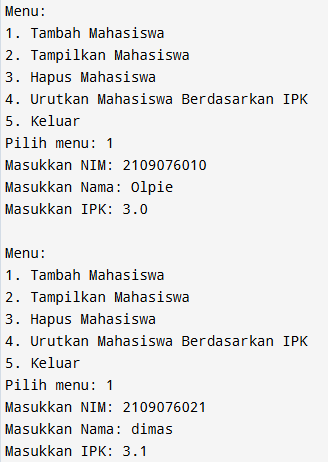 Menu:
1. Tambah Mahasiswa
2. Tampilkan Mahasiswa
3. Hapus Mahasiswa
4. Urutkan Mahasiswa Berdasarkan IPK
5. Keluar
Pilih menu: 1
Masukkan NIM: 2109076010
Masukkan Nama: Olpie
Masukkan IPK: 3.0
Menu:
1. Tambah Mahasiswa
2. Tampilkan Mahasiswa
3. Hapus Mahasiswa
4. Urutkan Mahasiswa Berdasarkan IPK
5. Keluar
Pilih menu: 1
Masukkan NIM: 2109076021
Masukkan Nama: dimas
Masukkan IPK: 3.1